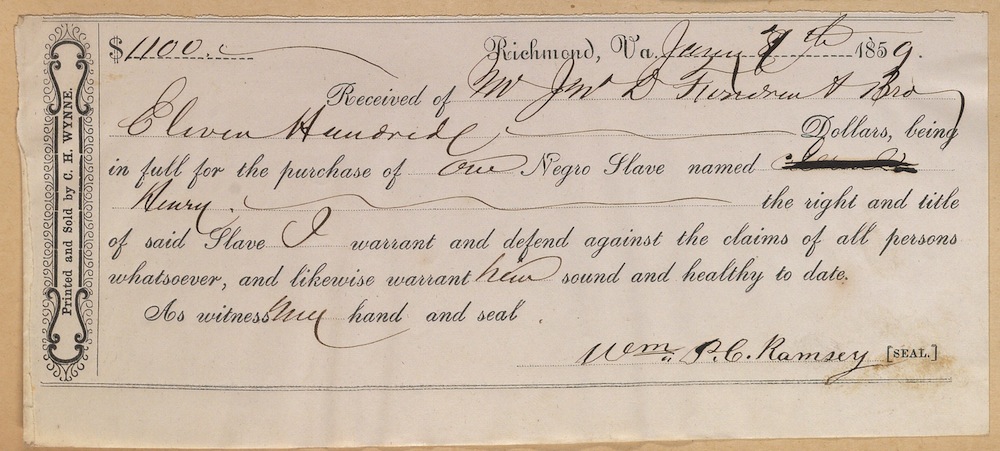 Printed and Sold by C. H. WYNE.
$1100. Richmond, Va. Jany 7th 1859.
Received of Mr Jno D Fondren & Bro
Eleven Hundred Dollars, being
in full for the purchase of one Negro Slave named
Henry. the right and title
of said Slave I warrant and defend against the claims of all persons
whatsoever, and likewise warrant him sound and healthy to date.
As witness my hand and seal.
Wm. P. C. Ramsey [SEAL.]